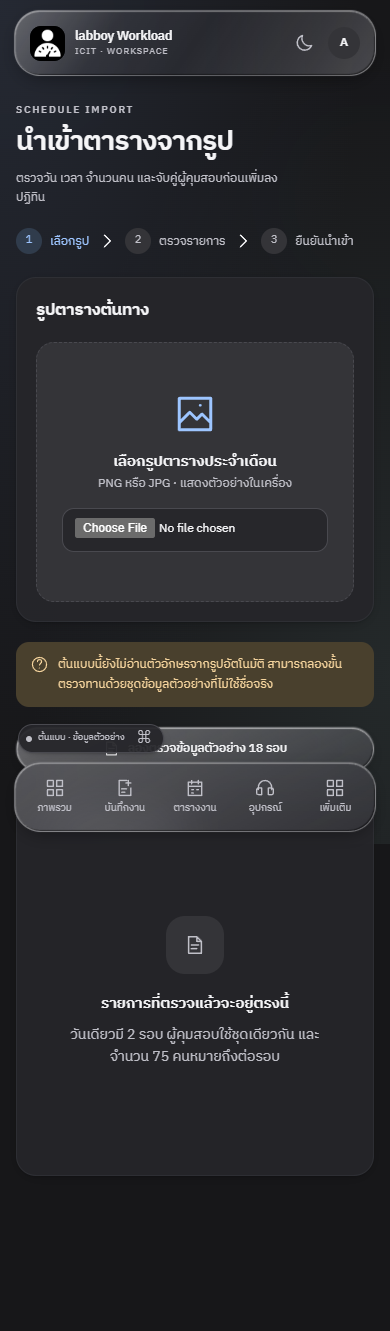 labboy Workload
ICIT · WORKSPACE
A
SCHEDULE IMPORT
นำเข้าตารางจากรูป
ตรวจวัน เวลา จำนวนคน และจับคู่ผู้คุมสอบก่อนเพิ่มลง
ปฏิทิน
1 เลือกรูป
2 ตรวจรายการ
3 ยืนยันนำเข้า
รูปตารางต้นทาง
เลือกรูปตารางประจำเดือน
PNG หรือ JPG · แสดงตัวอย่างในเครื่อง
Choose File No file chosen
ต้นแบบนี้ยังไม่อ่านตัวอักษรจากรูปอัตโนมัติ สามารถลองขั้น
ตรวจทานด้วยชุดข้อมูลตัวอย่างที่ไม่ใช้ชื่อจริง
ต้นแบบ · ข้อมูลตัวอย่าง
วจข้อมูลตัวอย่าง 18 รอบ
ภาพรวม
บันทึกงาน
ตารางงาน
อุปกรณ์
เพิ่มเติม
รายการที่ตรวจแล้วจะอยู่ตรงนี้
วันเดียวมี 2 รอบ ผู้คุมสอบใช้ชุดเดียวกัน และ
จำนวน 75 คนหมายถึงต่อรอบ